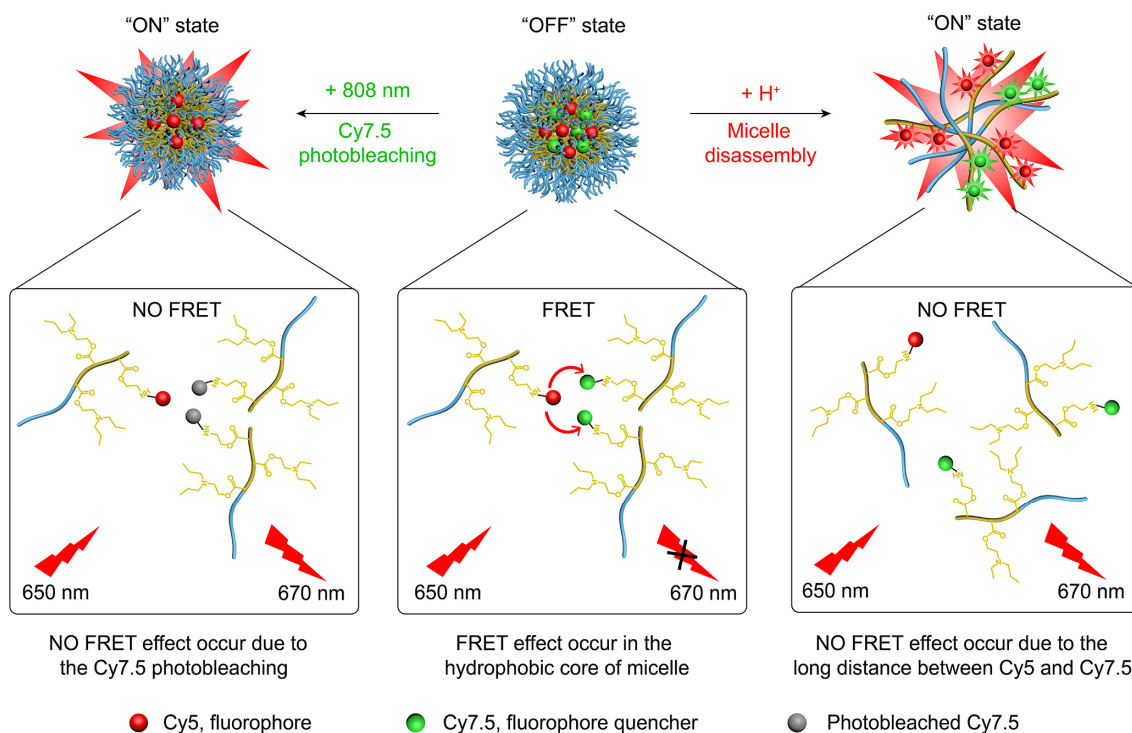 “ON” state
“OFF” state
“ON” state
+ 808 nm
Cy7.5
photobleaching
+ H⁺
Micelle
disassembly
NO FRET
650 nm
670 nm
FRET
650 nm
670 nm
NO FRET
650 nm
670 nm
NO FRET effect occur due to
the Cy7.5 photobleaching
FRET effect occur in the
hydrophobic core of micelle
NO FRET effect occur due to the
long distance between Cy5 and Cy7.5
Cy5, fluorophore
Cy7.5, fluorophore quencher
Photobleached Cy7.5